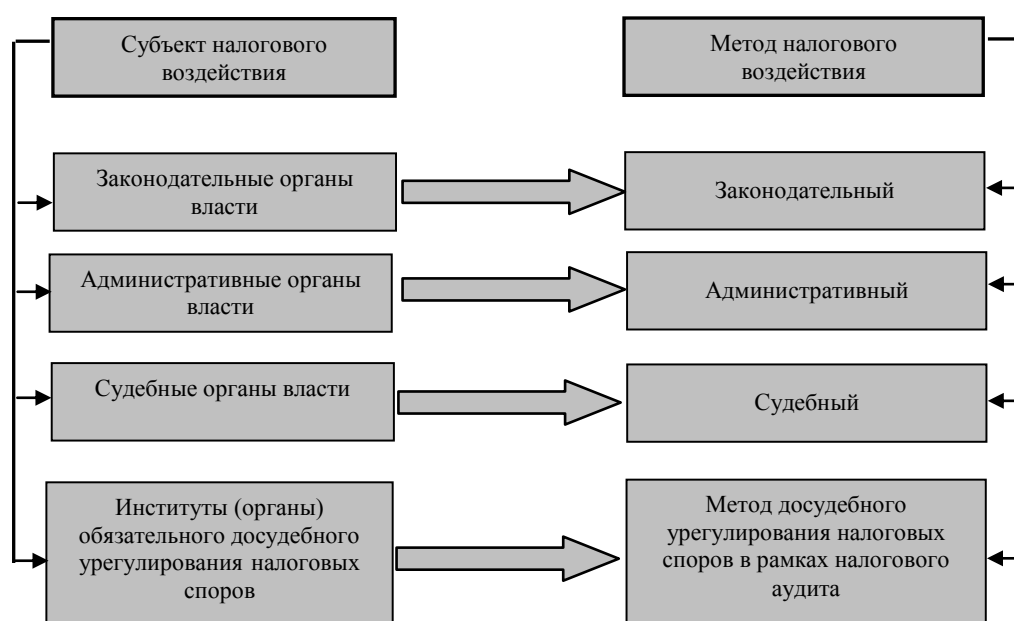 Субъект налогового
воздействия
Метод налогового
воздействия
Законодательные органы
власти
Законодательный
Административные органы
власти
Административный
Судебные органы власти
Судебный
Институты (органы)
обязательного досудебного
урегулирования налоговых
споров
Метод досудебного
урегулирования налоговых
споров в рамках налогового
аудита